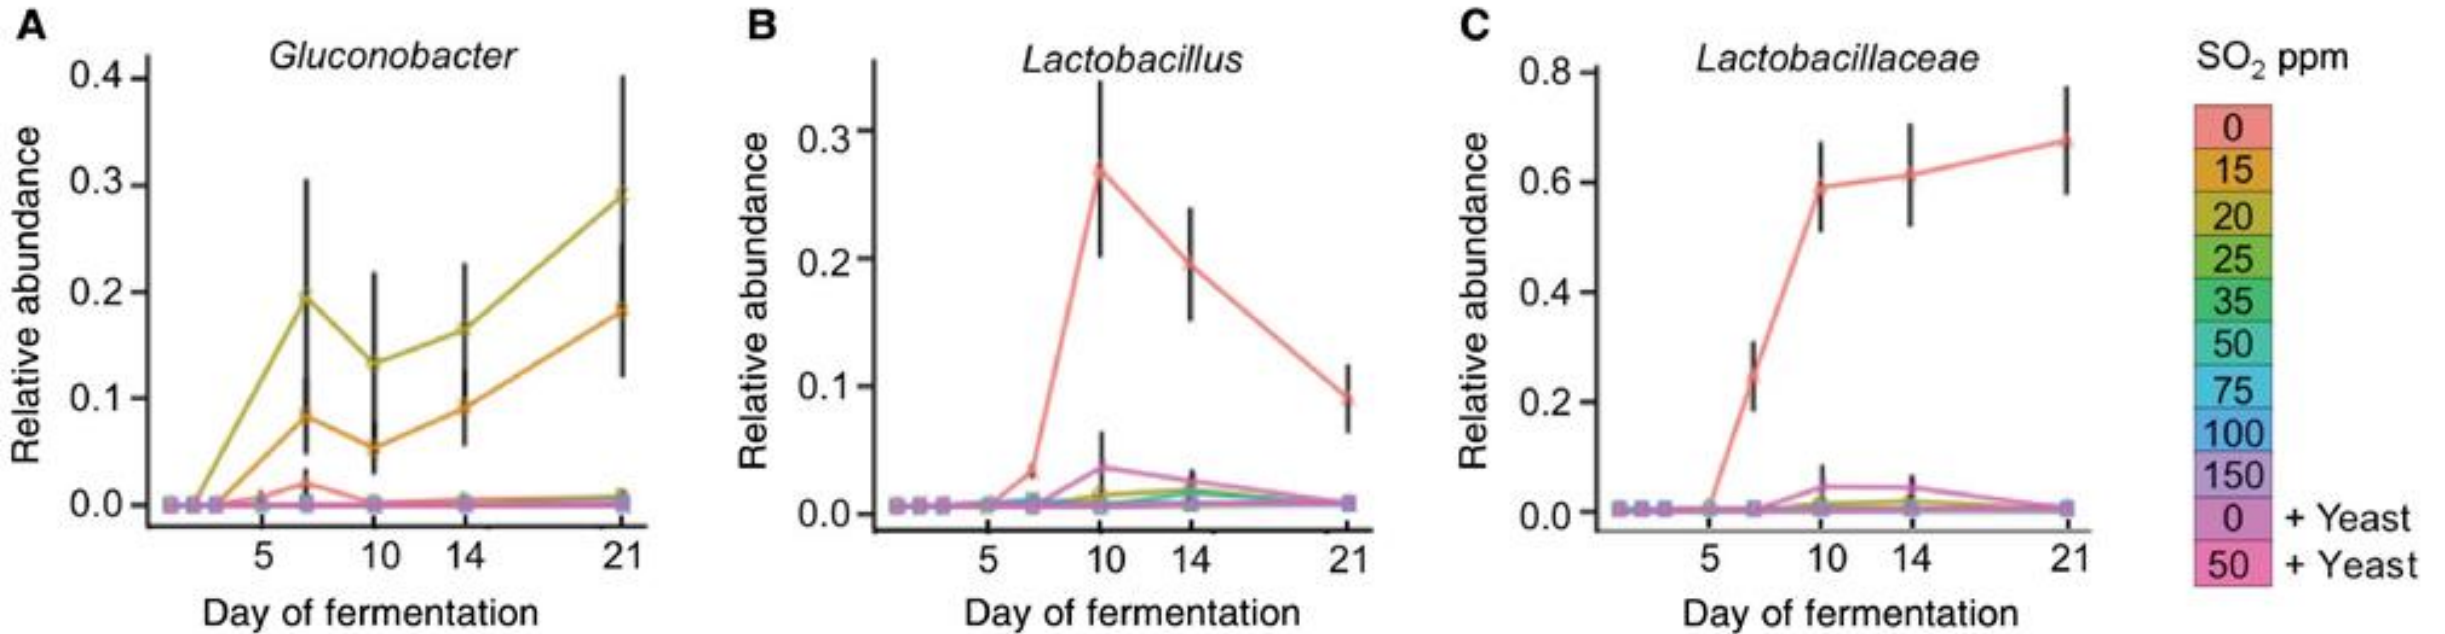 A
Gluconobacter
Relative abundance
0.4
0.3
0.2
0.1
0.0
5 10 14 21
Day of fermentation
B
Lactobacillus
Relative abundance
0.3
0.2
0.1
0.0
5 10 14 21
Day of fermentation
C
Lactobacillaceae
Relative abundance
0.8
0.6
0.4
0.2
0.0
5 10 14 21
Day of fermentation
SO₂ ppm
0
15
20
25
35
50
75
100
150
0 + Yeast
50 + Yeast